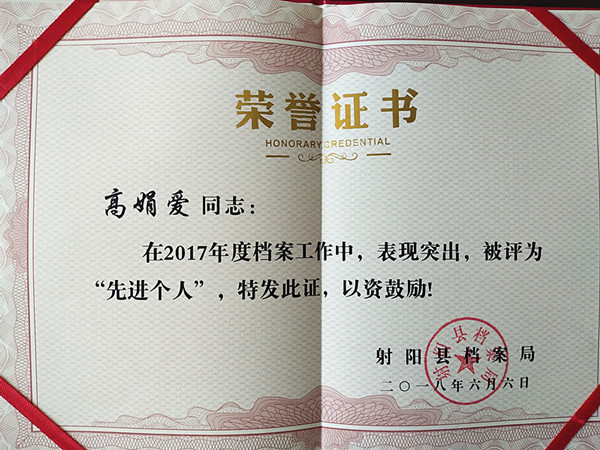 荣誉证书
HONORARY CREDENTIAL
高娟爱同志：
在2017年度档案工作中，表现突出，被评为
“先进个人”，特发此证，以资鼓励！
射阳县档案局
二〇一八年六月六日